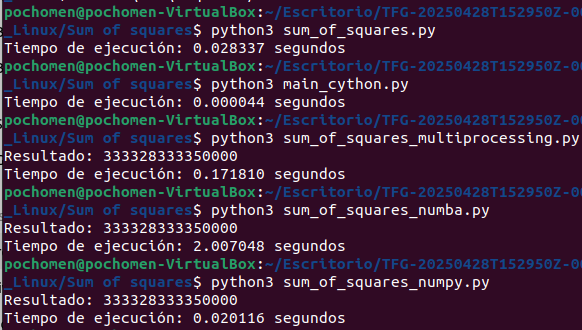 pochomen@pochomen-VirtualBox:~/Escritorio/TFG-20250428T152950Z-00
_Linux/Sum of squares$ python3 sum_of_squares.py
Tiempo de ejecución: 0.028337 segundos
pochomen@pochomen-VirtualBox:~/Escritorio/TFG-20250428T152950Z-00
_Linux/Sum of squares$ python3 main_cython.py
Tiempo de ejecución: 0.000044 segundos
pochomen@pochomen-VirtualBox:~/Escritorio/TFG-20250428T152950Z-00
_Linux/Sum of squares$ python3 sum_of_squares_multiprocessing.py
Resultado: 333328333350000
Tiempo de ejecución: 0.171810 segundos
pochomen@pochomen-VirtualBox:~/Escritorio/TFG-20250428T152950Z-00
_Linux/Sum of squares$ python3 sum_of_squares_numba.py
Resultado: 333328333350000
Tiempo de ejecución: 2.007048 segundos
pochomen@pochomen-VirtualBox:~/Escritorio/TFG-20250428T152950Z-00
_Linux/Sum of squares$ python3 sum_of_squares_numpy.py
Resultado: 333328333350000
Tiempo de ejecución: 0.020116 segundos